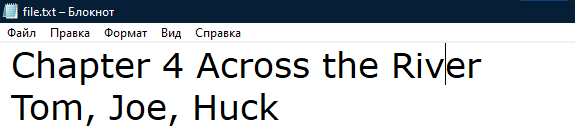 file.txt – Блокнот
Файл Правка Формат Вид Справка
Chapter 4 Across the River
Tom, Joe, Huck